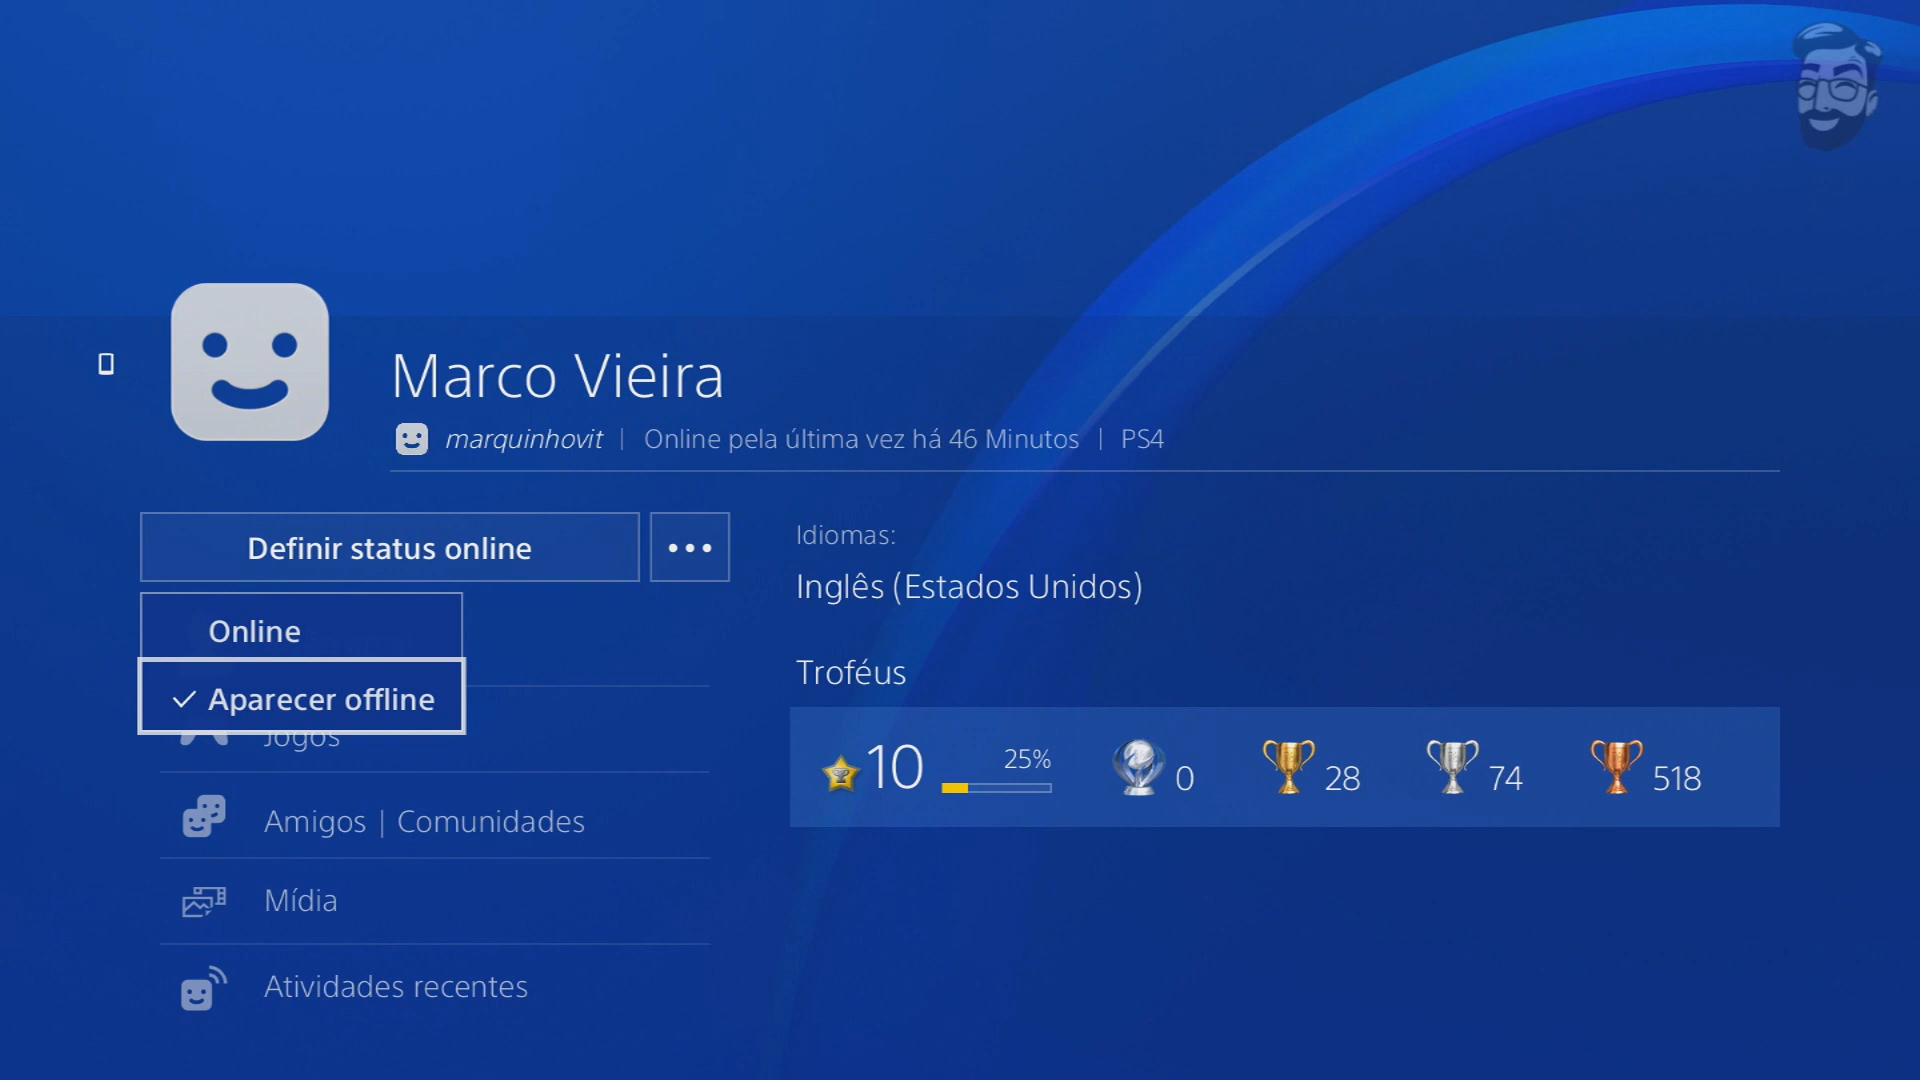 Marco Vieira
marquinhovit | Online pela última vez há 46 Minutos | PS4
Definir status online
Online
Aparecer offline
Jogos
Amigos | Comunidades
Mídia
Atividades recentes
Idiomas:
Inglês (Estados Unidos)
Troféus
10 25% 0 28 74 518